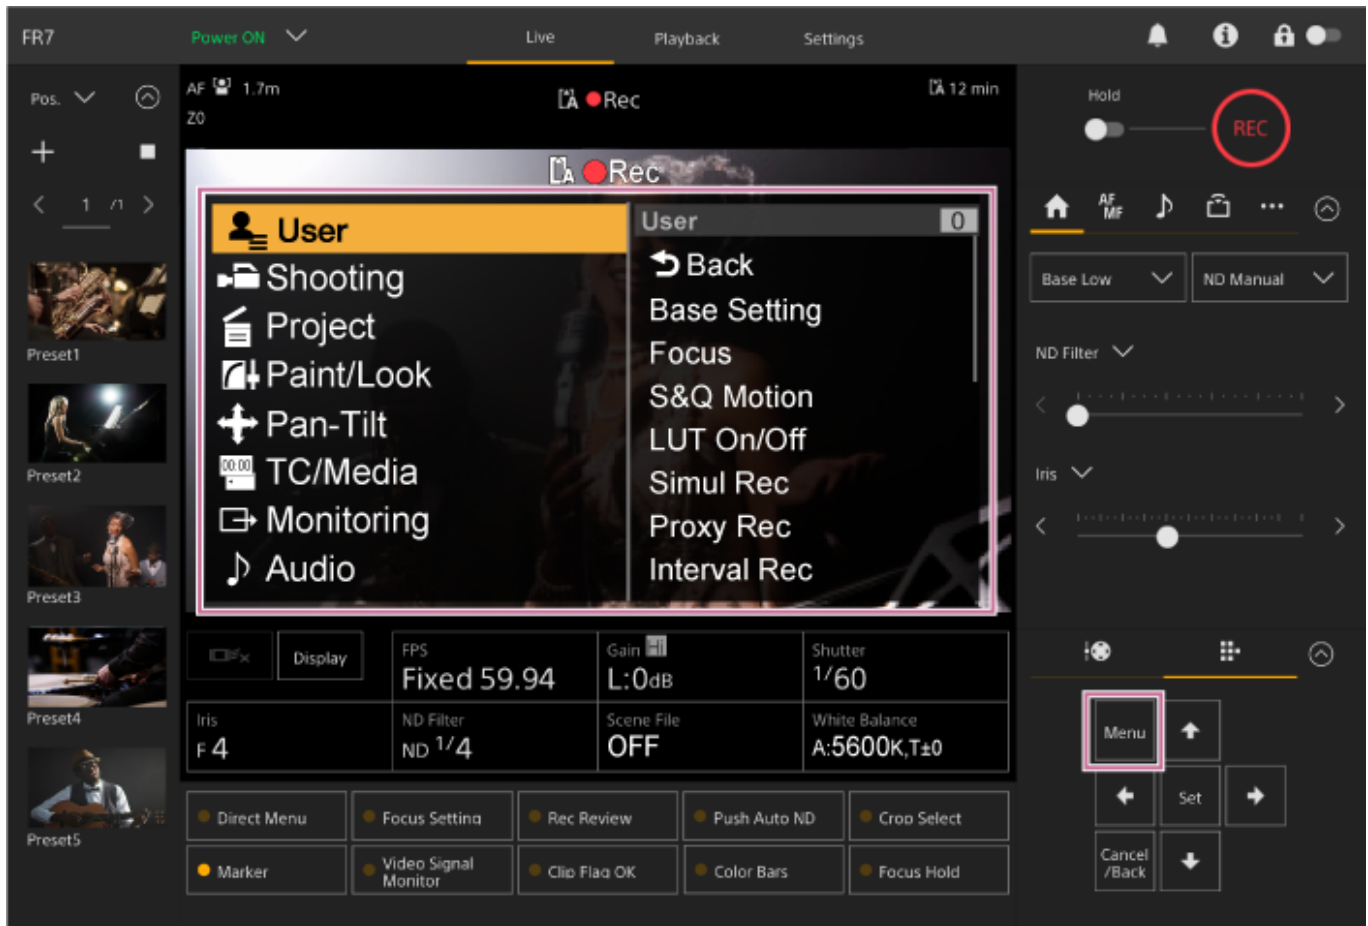 FR7
Power ON
Live
Playback
Settings
Pos.
1 /1
Preset1
Preset2
Preset3
Preset4
Preset5
AF 1.7m
Z0
A Rec
A 12 min
A Rec
User
Shooting
Project
Paint/Look
Pan-Tilt
00:00 TC/Media
Monitoring
Audio
User 0
Back
Base Setting
Focus
S&Q Motion
LUT On/Off
Simul Rec
Proxy Rec
Interval Rec
Display
FPS
Fixed 59.94
Gain Hi
L:0dB
Shutter
1/60
Iris
F 4
ND Filter
ND 1/4
Scene File
OFF
White Balance
A:5600K,T±0
Direct Menu
Focus Setting
Rec Review
Push Auto ND
Crop Select
Marker
Video Signal
Monitor
Clip Flag OK
Color Bars
Focus Hold
Hold
REC
AF
MF
Base Low
ND Manual
ND Filter
Iris
Menu
Set
Cancel
/Back